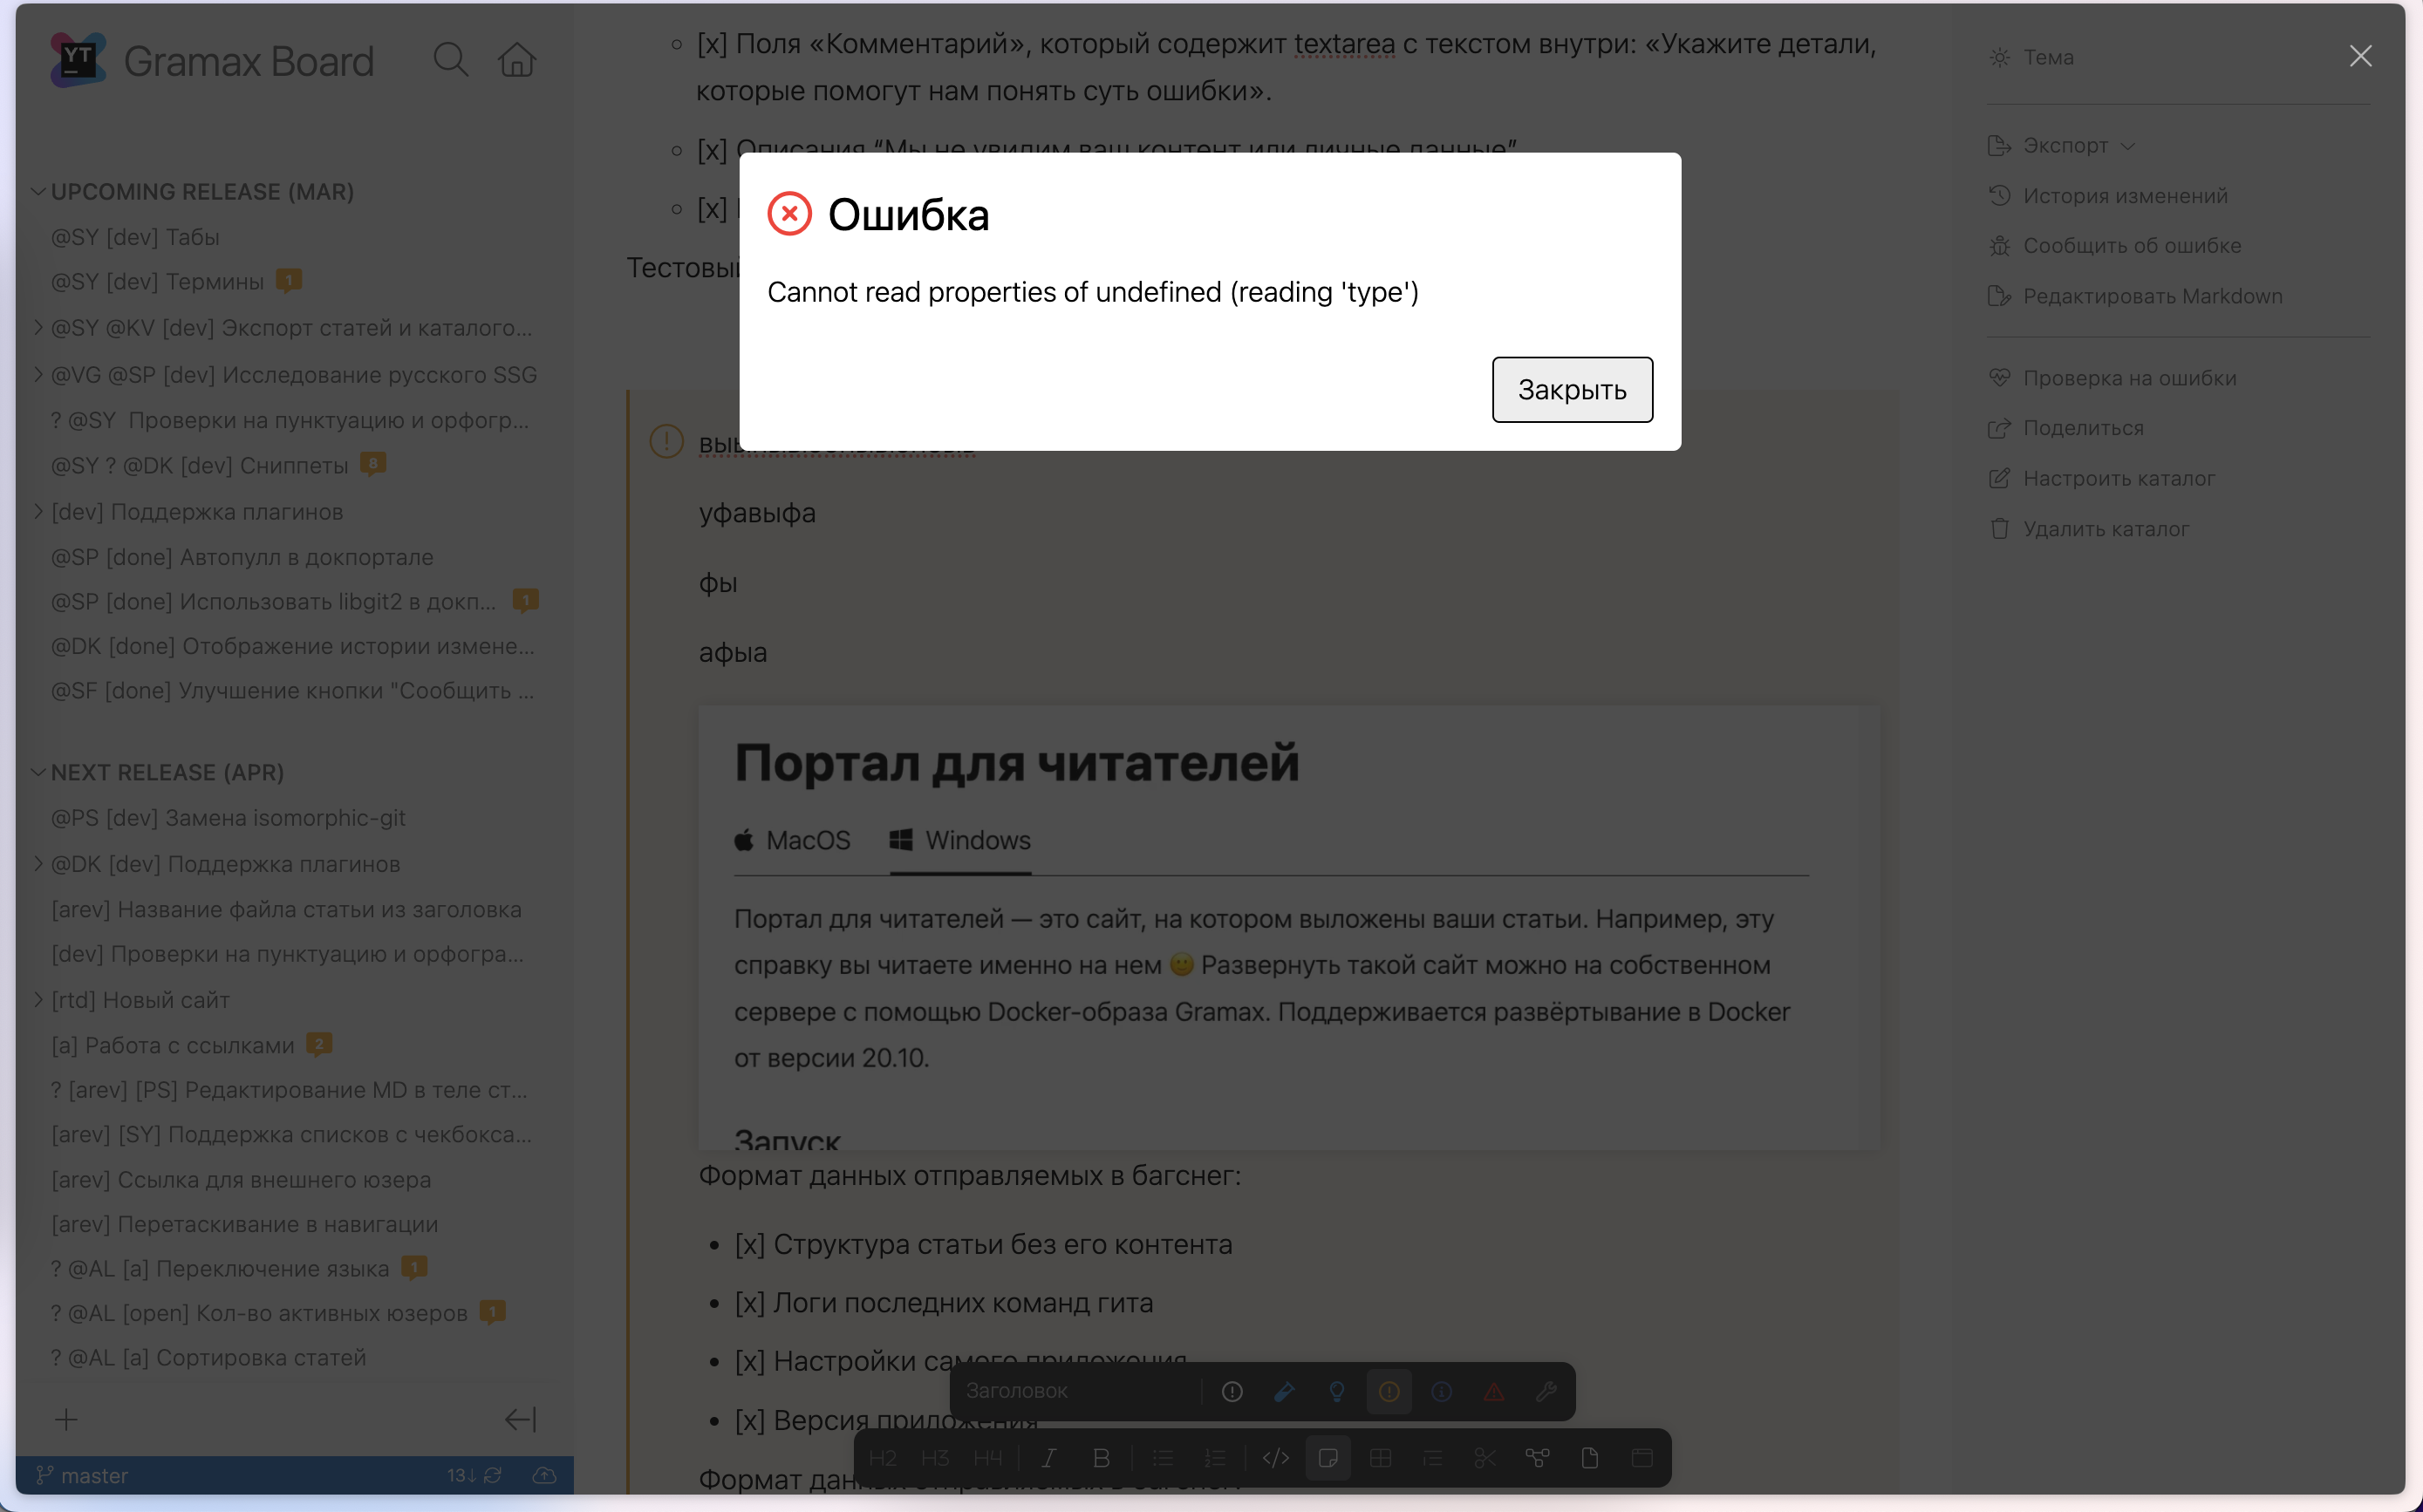 YT
Gramax Board
UPCOMING RELEASE (MAR)
@SY [dev] Табы
@SY [dev] Термины 1
@SY @KV [dev] Экспорт статей и каталого...
@VG @SP [dev] Исследование русского SSG
? @SY Проверки на пунктуацию и орфогр...
@SY ? @DK [dev] Сниппеты 8
[dev] Поддержка плагинов
@SP [done] Автопулл в докпортале
@SP [done] Использовать libgit2 в докп... 1
@DK [done] Отображение истории измене...
@SF [done] Улучшение кнопки "Сообщить ...
NEXT RELEASE (APR)
@PS [dev] Замена isomorphic-git
@DK [dev] Поддержка плагинов
[arev] Название файла статьи из заголовка
[dev] Проверки на пунктуацию и орфогра...
[rtd] Новый сайт
[a] Работа с ссылками 2
? [arev] [PS] Редактирование MD в теле ст...
[arev] [SY] Поддержка списков с чекбокса...
[arev] Ссылка для внешнего юзера
[arev] Перетаскивание в навигации
? @AL [a] Переключение языка 1
? @AL [open] Кол-во активных юзеров 1
? @AL [a] Сортировка статей
master 13↓
[x] Поля «Комментарий», который содержит textarea с текстом внутри: «Укажите детали,
которые помогут нам понять суть ошибки».
[x] Описания “Мы не увидим ваш контент или личные данные”
[x]
Тестовый
Ошибка
Cannot read properties of undefined (reading 'type')
Закрыть
уфавыфа
фы
афыа
Портал для читателей
MacOS Windows
Портал для читателей — это сайт, на котором выложены ваши статьи. Например, эту
справку вы читаете именно на нем 🙂 Развернуть такой сайт можно на собственном
сервере с помощью Docker-образа Gramax. Поддерживается развёртывание в Docker
от версии 20.10.
Запуск
Формат данных отправляемых в багснег:
[x] Структура статьи без его контента
[x] Логи последних команд гита
[x] Настройки самого приложения
[x] Версия приложения
Формат данных отправляемых в багснег:
Заголовок
H2 H3 H4 I B </>
Тема
Экспорт
История изменений
Сообщить об ошибке
Редактировать Markdown
Проверка на ошибки
Поделиться
Настроить каталог
Удалить каталог